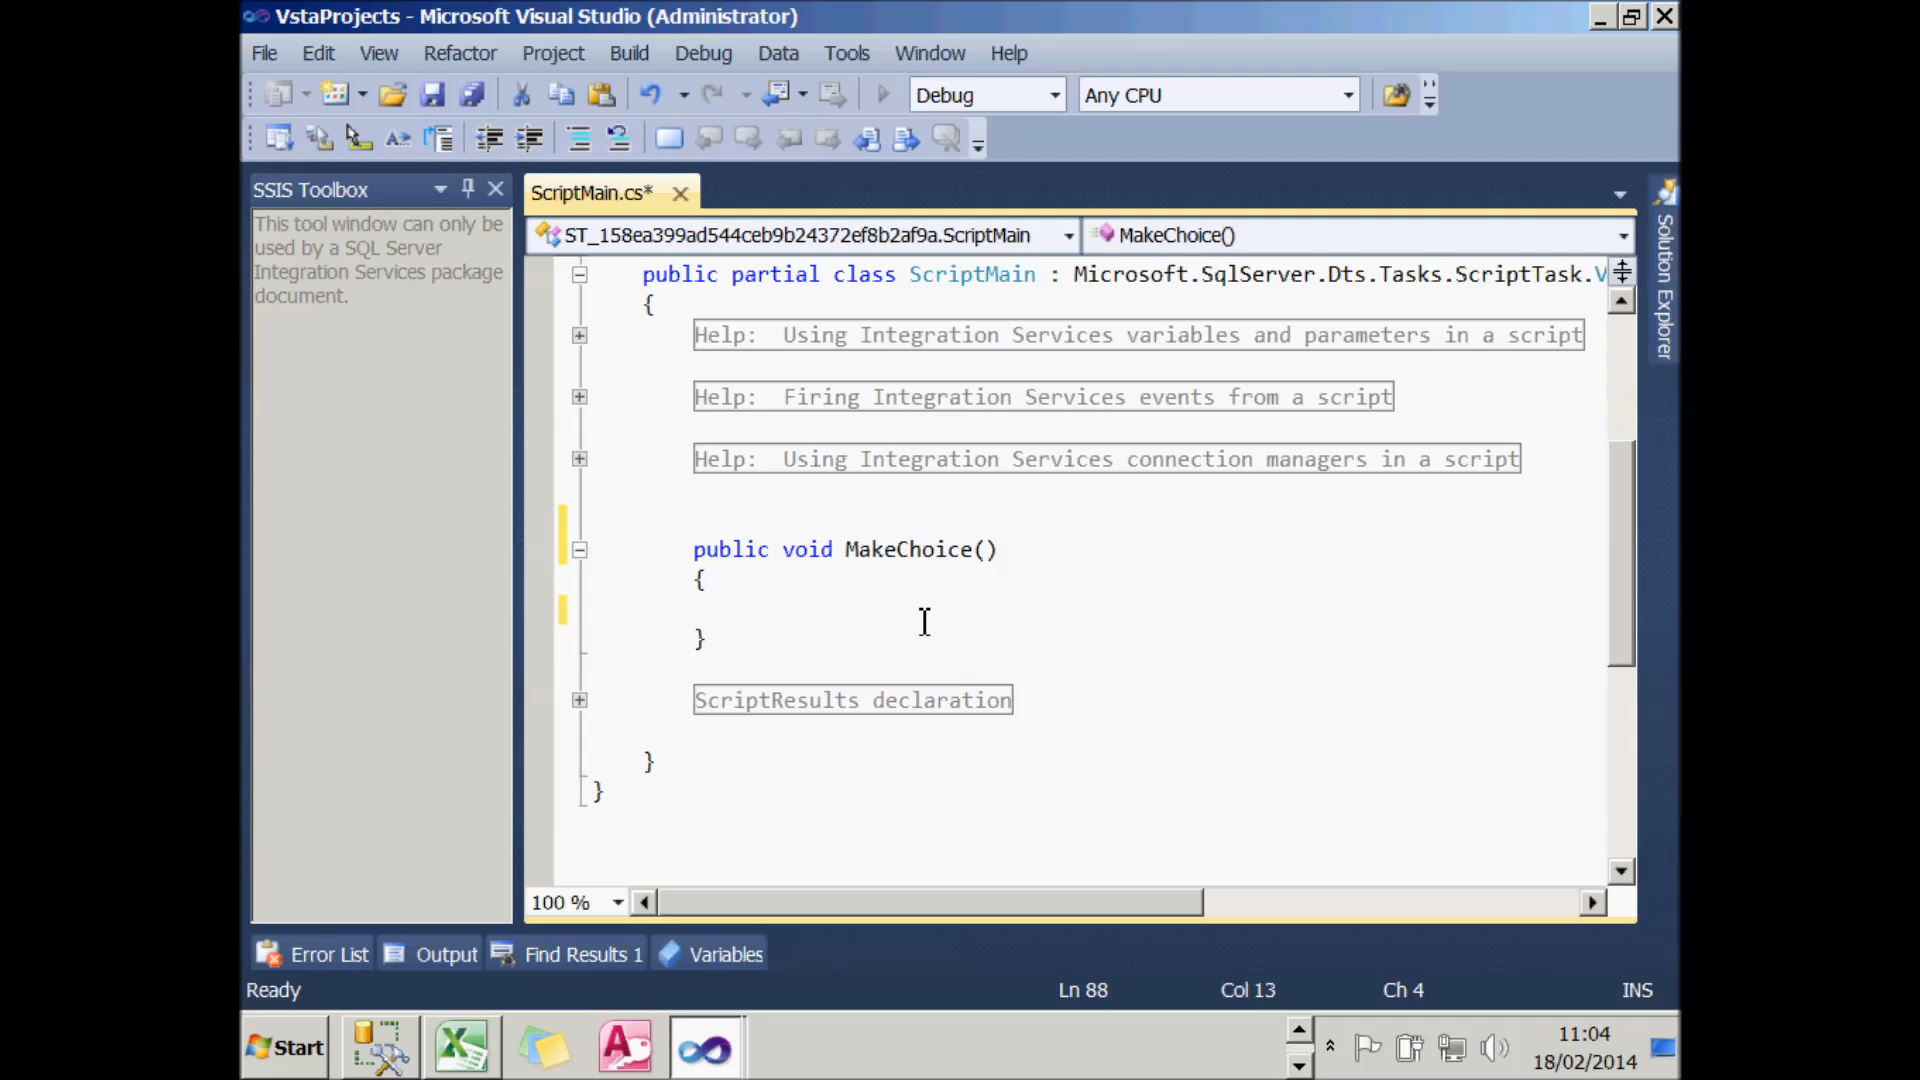 VstaProjects - Microsoft Visual Studio (Administrator)
File Edit View Refactor Project Build Debug Data Tools Window Help
Debug Any CPU
SSIS Toolbox
This tool window can only be
used by a SQL Server
Integration Services package
document.
ScriptMain.cs*
ST_158ea399ad544ceb9b24372ef8b2af9a.ScriptMain MakeChoice()
public partial class ScriptMain : Microsoft.SqlServer.Dts.Tasks.ScriptTask.V
{
Help: Using Integration Services variables and parameters in a script
Help: Firing Integration Services events from a script
Help: Using Integration Services connection managers in a script
public void MakeChoice()
{
}
ScriptResults declaration
}
}
100 %
Solution Explorer
Error List Output Find Results 1 Variables
Ready Ln 88 Col 13 Ch 4 INS
Start
11:04
18/02/2014